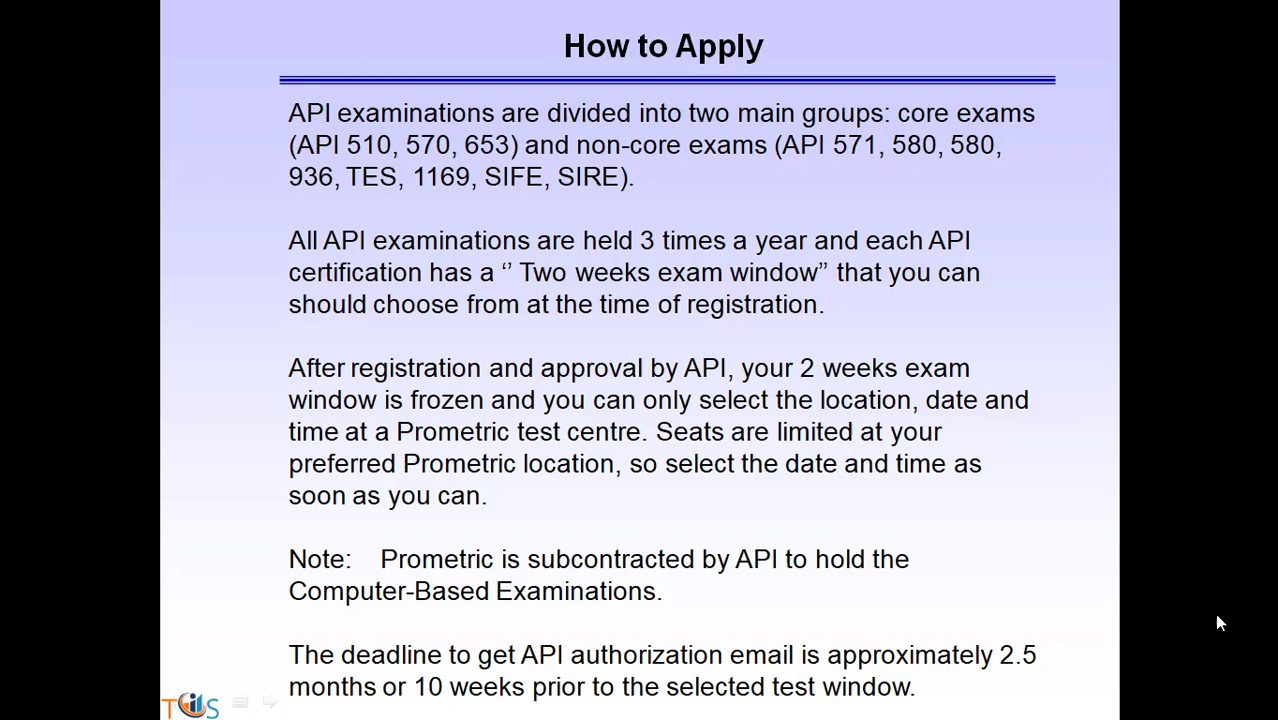 How to Apply
API examinations are divided into two main groups: core exams
(API 510, 570, 653) and non-core exams (API 571, 580, 580,
936, TES, 1169, SIFE, SIRE).
All API examinations are held 3 times a year and each API
certification has a ‘’ Two weeks exam window’’ that you can
should choose from at the time of registration.
After registration and approval by API, your 2 weeks exam
window is frozen and you can only select the location, date and
time at a Prometric test centre. Seats are limited at your
preferred Prometric location, so select the date and time as
soon as you can.
Note: Prometric is subcontracted by API to hold the
Computer-Based Examinations.
The deadline to get API authorization email is approximately 2.5
months or 10 weeks prior to the selected test window.